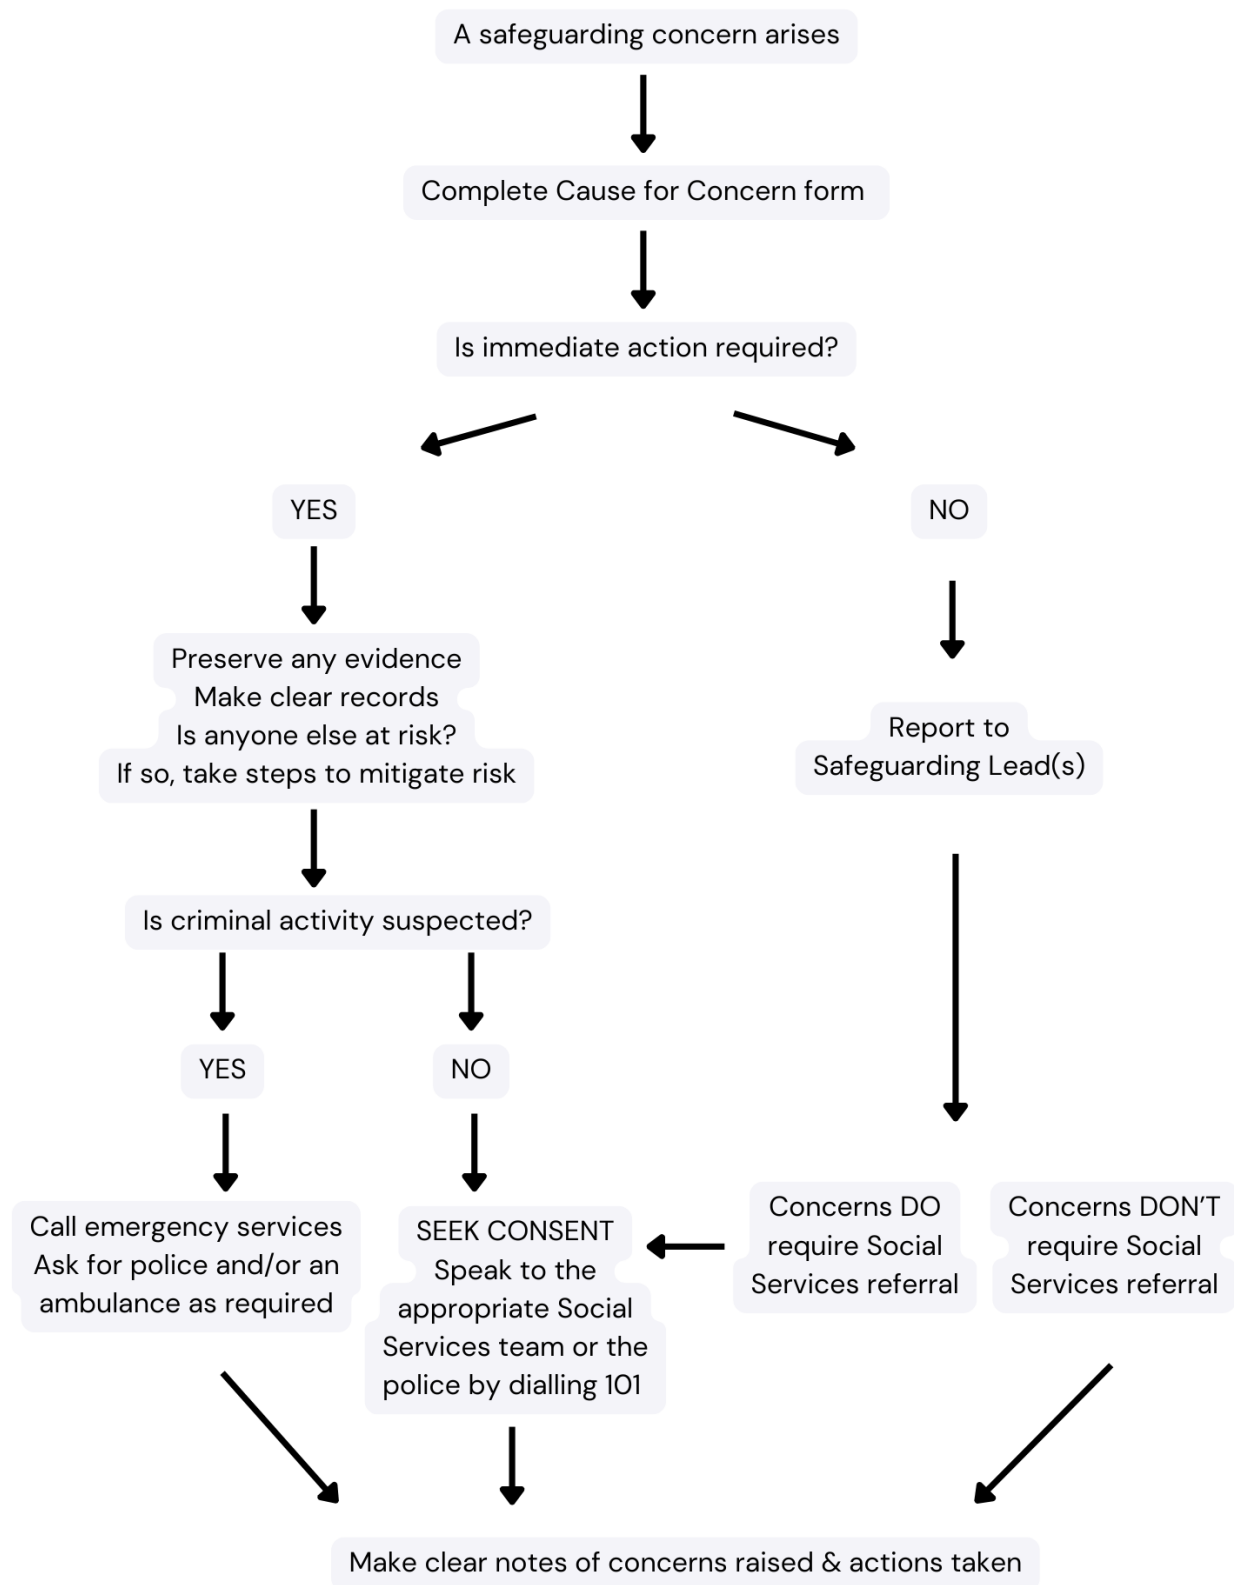 A safeguarding concern arises
Complete Cause for Concern form
Is immediate action required?
YES
NO
Preserve any evidence
Make clear records
Is anyone else at risk?
If so, take steps to mitigate risk
Report to
Safeguarding Lead(s)
Is criminal activity suspected?
YES
NO
Call emergency services
Ask for police and/or an
ambulance as required
SEEK CONSENT
Speak to the
appropriate Social
Services team or the
police by dialling 101
Concerns DO
require Social
Services referral
Concerns DON'T
require Social
Services referral
Make clear notes of concerns raised & actions taken